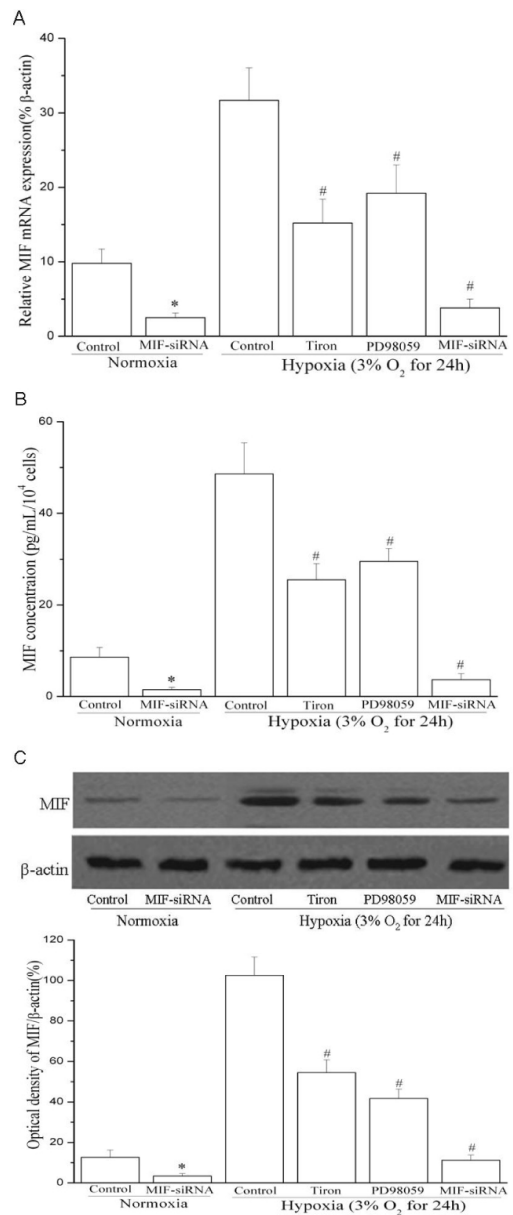 A
Relative MIF mRNA expression(% β-actin)
40
30
20
10
0
*
#
#
#
Control MIF-siRNA Control Tiron PD98059 MIF-siRNA
Normoxia Hypoxia (3% O₂ for 24h)
B
MIF concentraion (pg/mL/10⁴ cells)
60
40
20
0
*
#
#
#
Control MIF-siRNA Control Tiron PD98059 MIF-siRNA
Normoxia Hypoxia (3% O₂ for 24h)
C
MIF
β-actin
Control MIF-siRNA Control Tiron PD98059 MIF-siRNA
Normoxia Hypoxia (3% O₂ for 24h)
Optical density of MIF/β-actin(%)
120
100
80
60
40
20
0
*
#
#
#
Control MIF-siRNA Control Tiron PD98059 MIF-siRNA
Normoxia Hypoxia (3% O₂ for 24h)